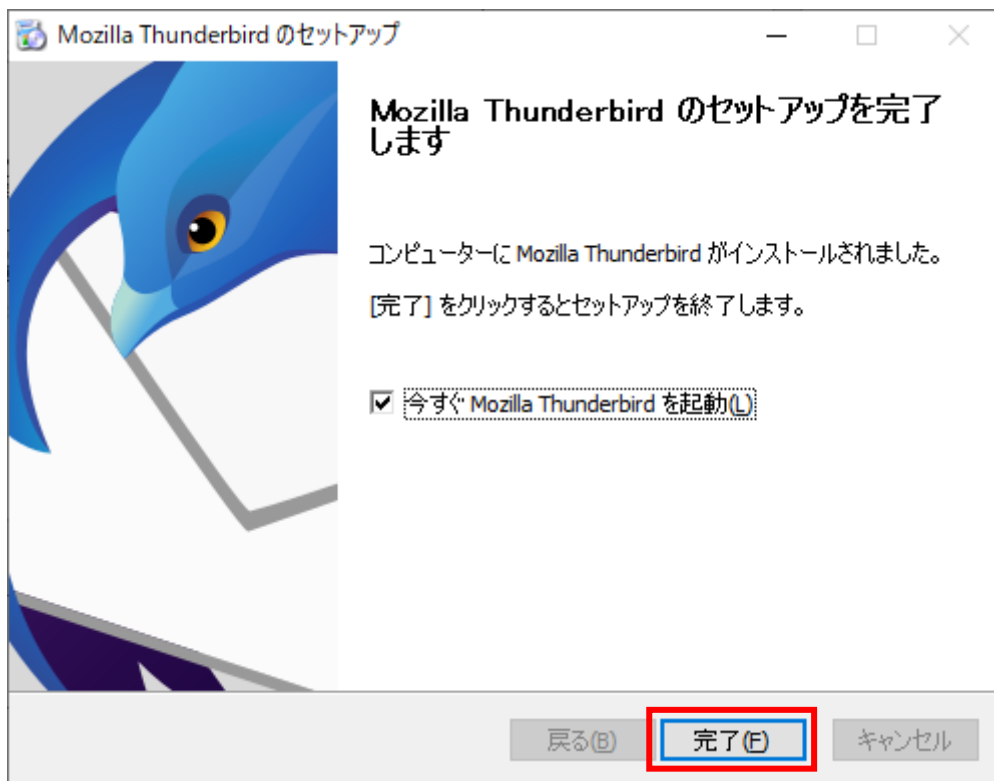 Mozilla Thunderbird のセットアップ
Mozilla Thunderbird のセットアップを完了
します
コンピューターに Mozilla Thunderbird がインストールされました。
[完了] をクリックするとセットアップを終了します。
今すぐ Mozilla Thunderbird を起動(L)
戻る(B)
完了(F)
キャンセル